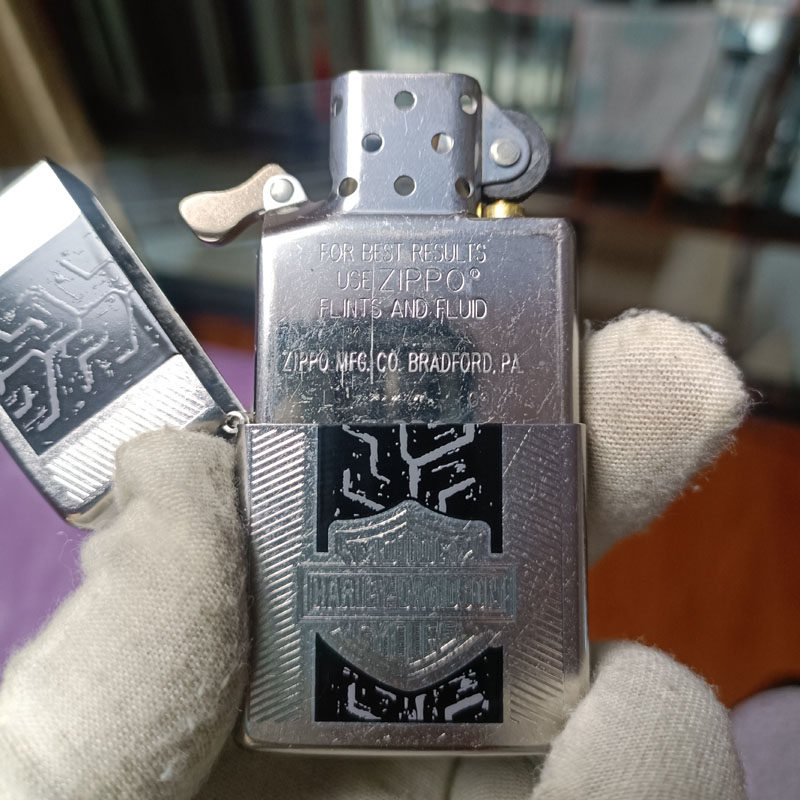 FOR BEST RESULTS
USE ZIPPO®
FLINTS AND FLUID
ZIPPO MFG. CO. BRADFORD, PA.
L C
HARLEY-DAVIDSON